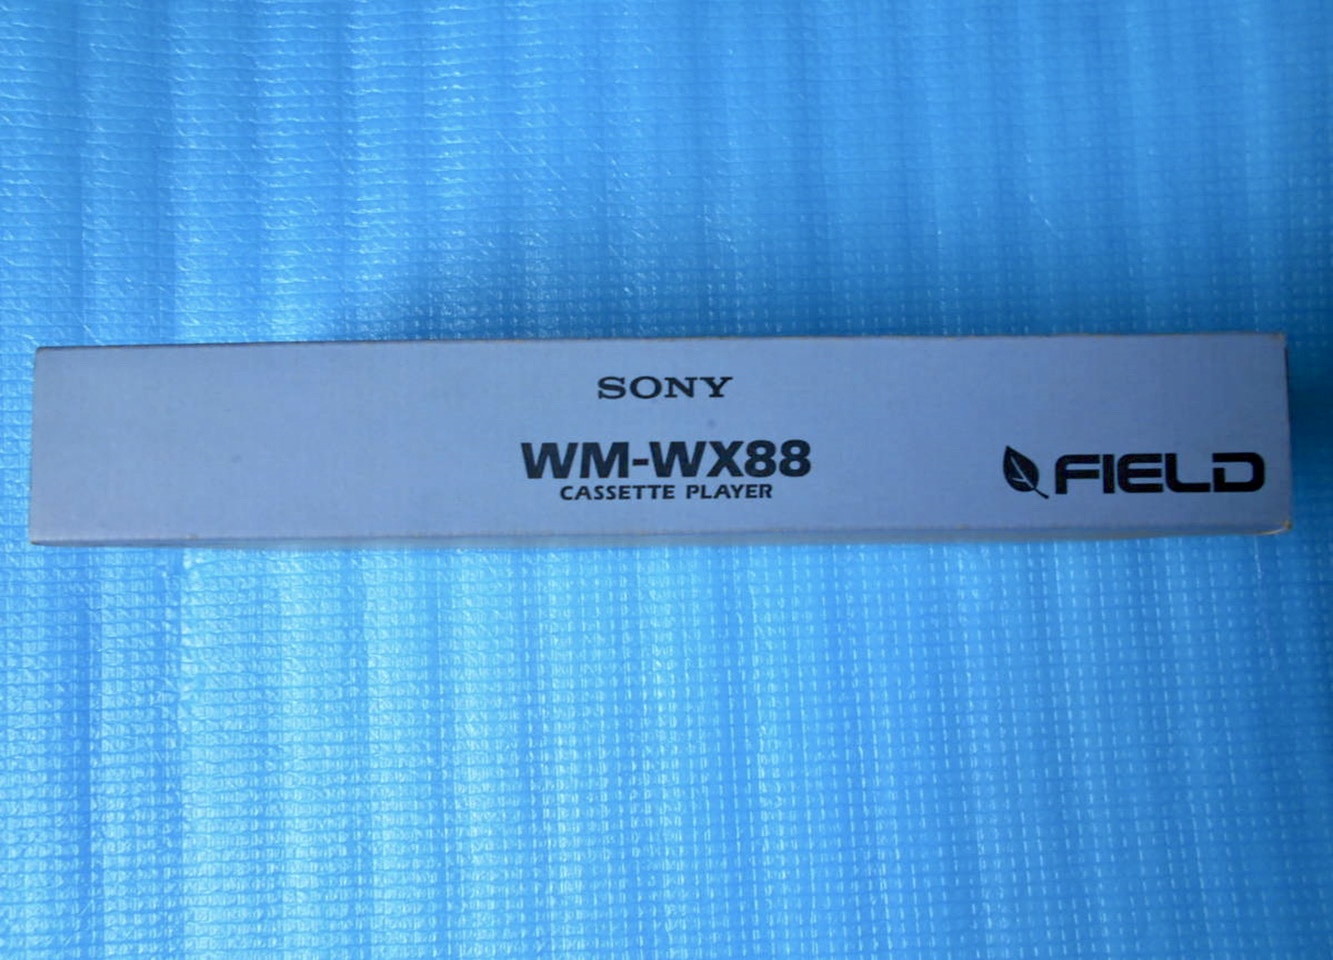 SONY
WM-WX88
CASSETTE PLAYER
FIELD